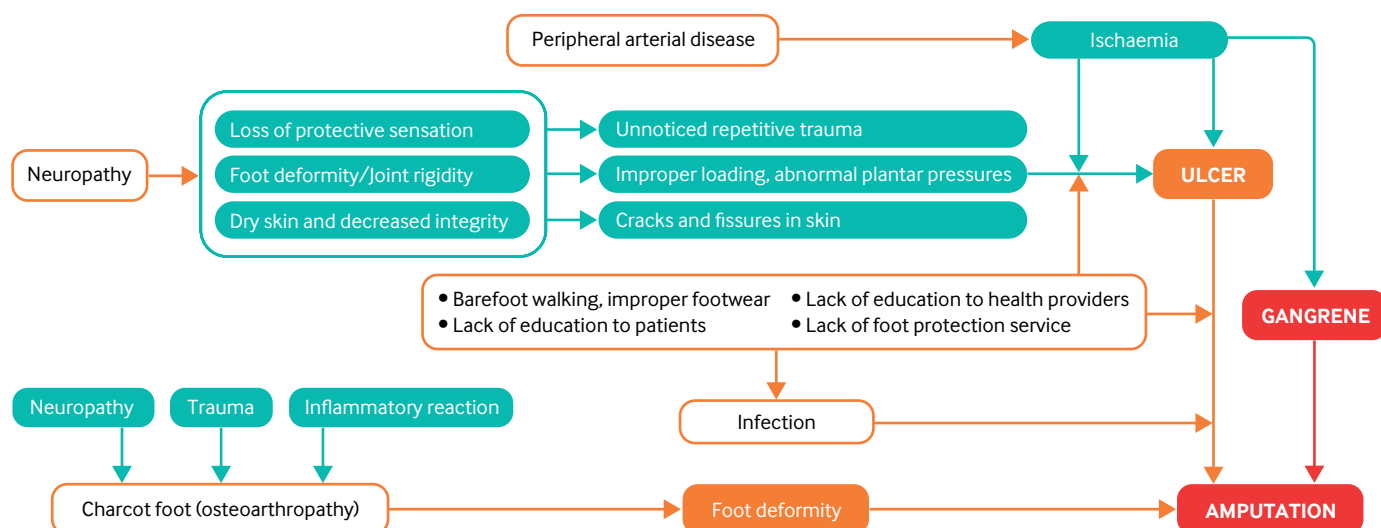 Peripheral arterial disease
Ischaemia
Loss of protective sensation
Unnoticed repetitive trauma
Neuropathy
Foot deformity/Joint rigidity
Improper loading, abnormal plantar pressures
ULCER
Dry skin and decreased integrity
Cracks and fissures in skin
• Barefoot walking, improper footwear
• Lack of education to health providers
• Lack of education to patients
• Lack of foot protection service
GANGRENE
Neuropathy
Trauma
Inflammatory reaction
Infection
Charcot foot (osteoarthropathy)
Foot deformity
AMPUTATION